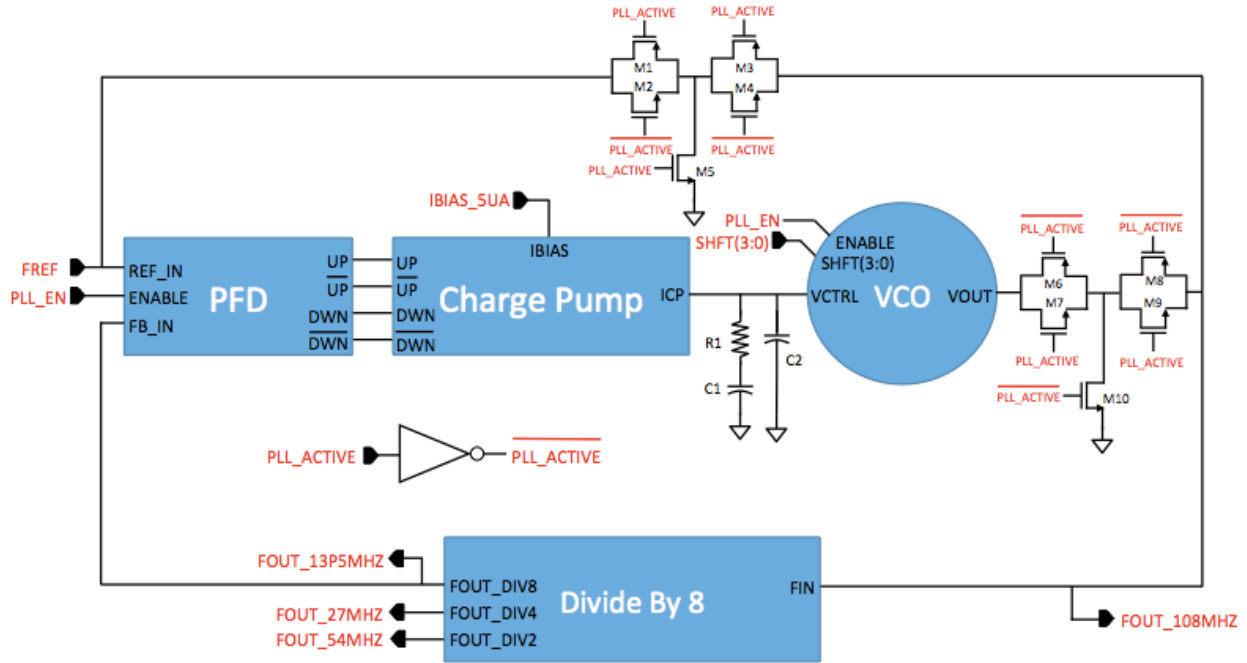 PLL_ACTIVE
PLL_ACTIVE
M1
M3
M2
M4
PLL_ACTIVE
PLL_ACTIVE
PLL_ACTIVE
M5
IBIAS_5UA
PLL_EN
SHFT(3:0)
ENABLE
SHFT(3:0)
PLL_ACTIVE
PLL_ACTIVE
IBIAS
FREF
REF_IN
UP
UP
PLL_EN
ENABLE
PFD
UP
UP
Charge Pump
ICP
VCTRL
VCO
VOUT
M6
M8
M7
M9
FB_IN
DWN
DWN
DWN
DWN
R1
C2
C1
PLL_ACTIVE
PLL_ACTIVE
PLL_ACTIVE
M10
PLL_ACTIVE
PLL_ACTIVE
FOUT_13P5MHZ
FOUT_DIV8
FIN
FOUT_27MHZ
FOUT_DIV4
Divide By 8
FOUT_54MHZ
FOUT_DIV2
FOUT_108MHZ